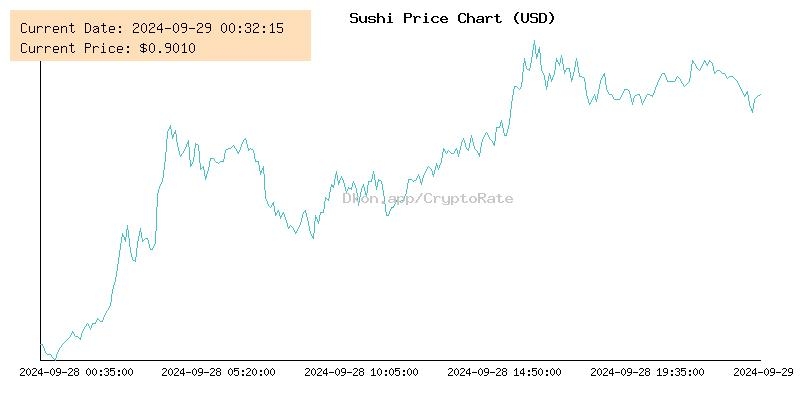 Sushi Price Chart (USD)
Current Date: 2024-09-29 00:32:15
Current Price: $0.9010
Dkon.app/CryptoRate
2024-09-28 00:35:00 2024-09-28 05:20:00 2024-09-28 10:05:00 2024-09-28 14:50:00 2024-09-28 19:35:00 2024-09-29